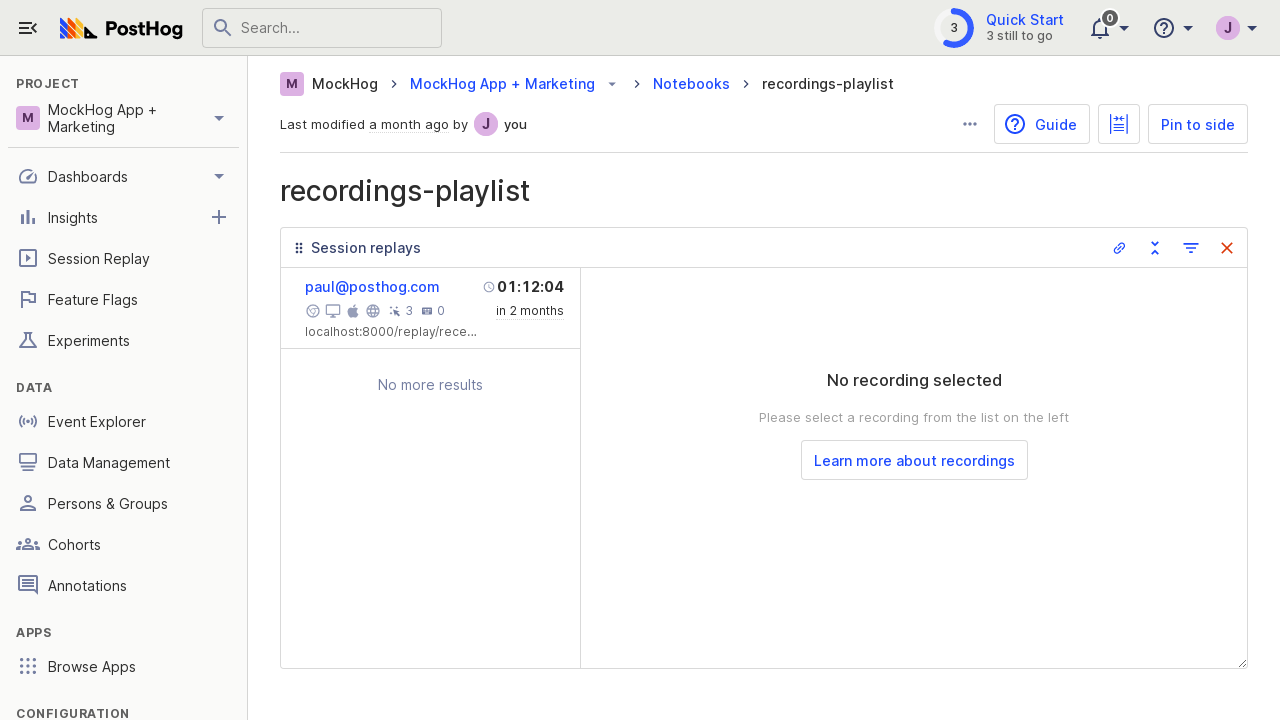 PostHog
Search...
3
Quick Start
3 still to go
0
J
PROJECT
M
MockHog App +
Marketing
Dashboards
Insights
Session Replay
Feature Flags
Experiments
DATA
Event Explorer
Data Management
Persons & Groups
Cohorts
Annotations
APPS
Browse Apps
CONFIGURATION
M MockHog MockHog App + Marketing Notebooks recordings-playlist
Last modified a month ago by J you
Guide
Pin to side
recordings-playlist
Session replays
paul@posthog.com 01:12:04
3 0 in 2 months
localhost:8000/replay/rece...
No more results
No recording selected
Please select a recording from the list on the left
Learn more about recordings